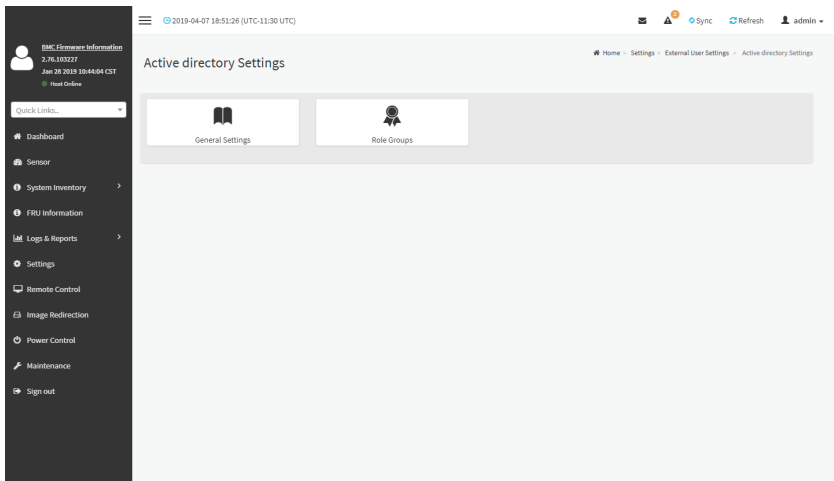 2019-04-07 18:51:26 (UTC-11:30 UTC)
2
Sync
Refresh
admin
BMC Firmware Information
2.76.103227
Jan 28 2019 10:44:04 CST
Host Online
Quick Links...
Dashboard
Sensor
System Inventory
FRU Information
Logs & Reports
Settings
Remote Control
Image Redirection
Power Control
Maintenance
Sign out
Active directory Settings
Home > Settings > External User Settings > Active directory Settings
General Settings
Role Groups